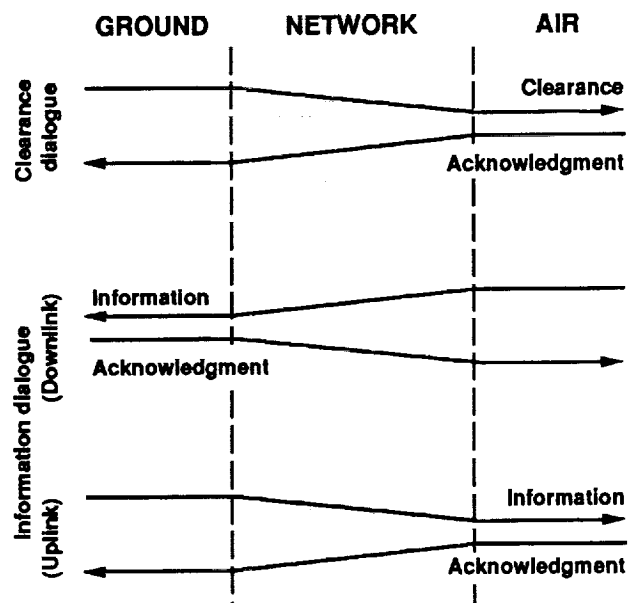 GROUND NETWORK AIR
Clearance
dialogue
Clearance
Acknowledgment
Information dialogue
(Downlink)
Information
Acknowledgment
(Uplink)
Information
Acknowledgment